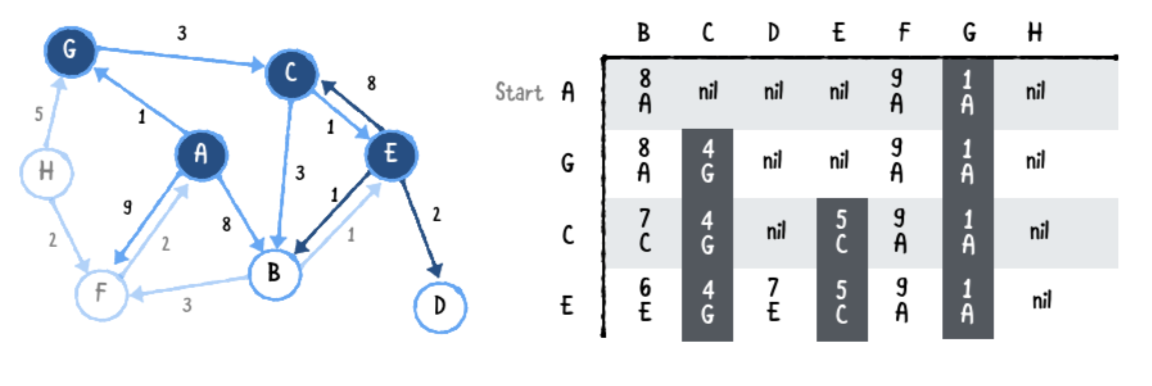 G
3
C
8
5
1
1
A
E
H
3
9
8
1
2
2
2
1
B
F
3
D
B C D E F G H
Start A
8 nil nil nil 9 1 nil
A A A
G
8 4 nil nil 9 1 nil
A G A A
C
7 4 nil 5 9 1 nil
C G C A A
E
6 4 7 5 9 1 nil
E G E C A A